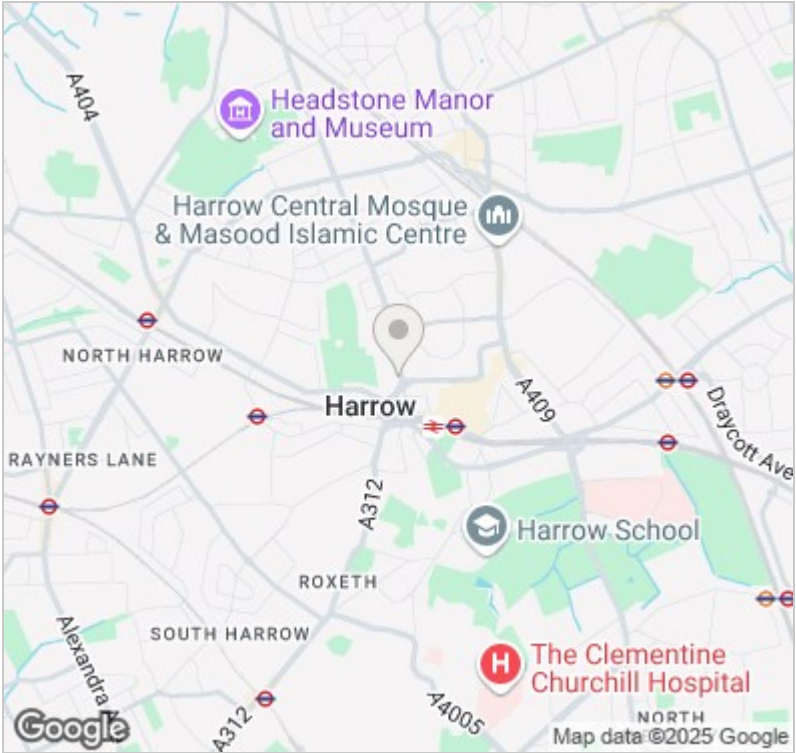 A404
Headstone Manor
and Museum
Harrow Central Mosque
& Masood Islamic Centre
NORTH HARROW
Harrow
A409
Draycott Ave
RAYNERS LANE
A312
Harrow School
ROXETH
SOUTH HARROW
Alexandra
H
The Clementine
Churchill Hospital
A312
A4005
NORTH
Google
Map data ©2025 Google